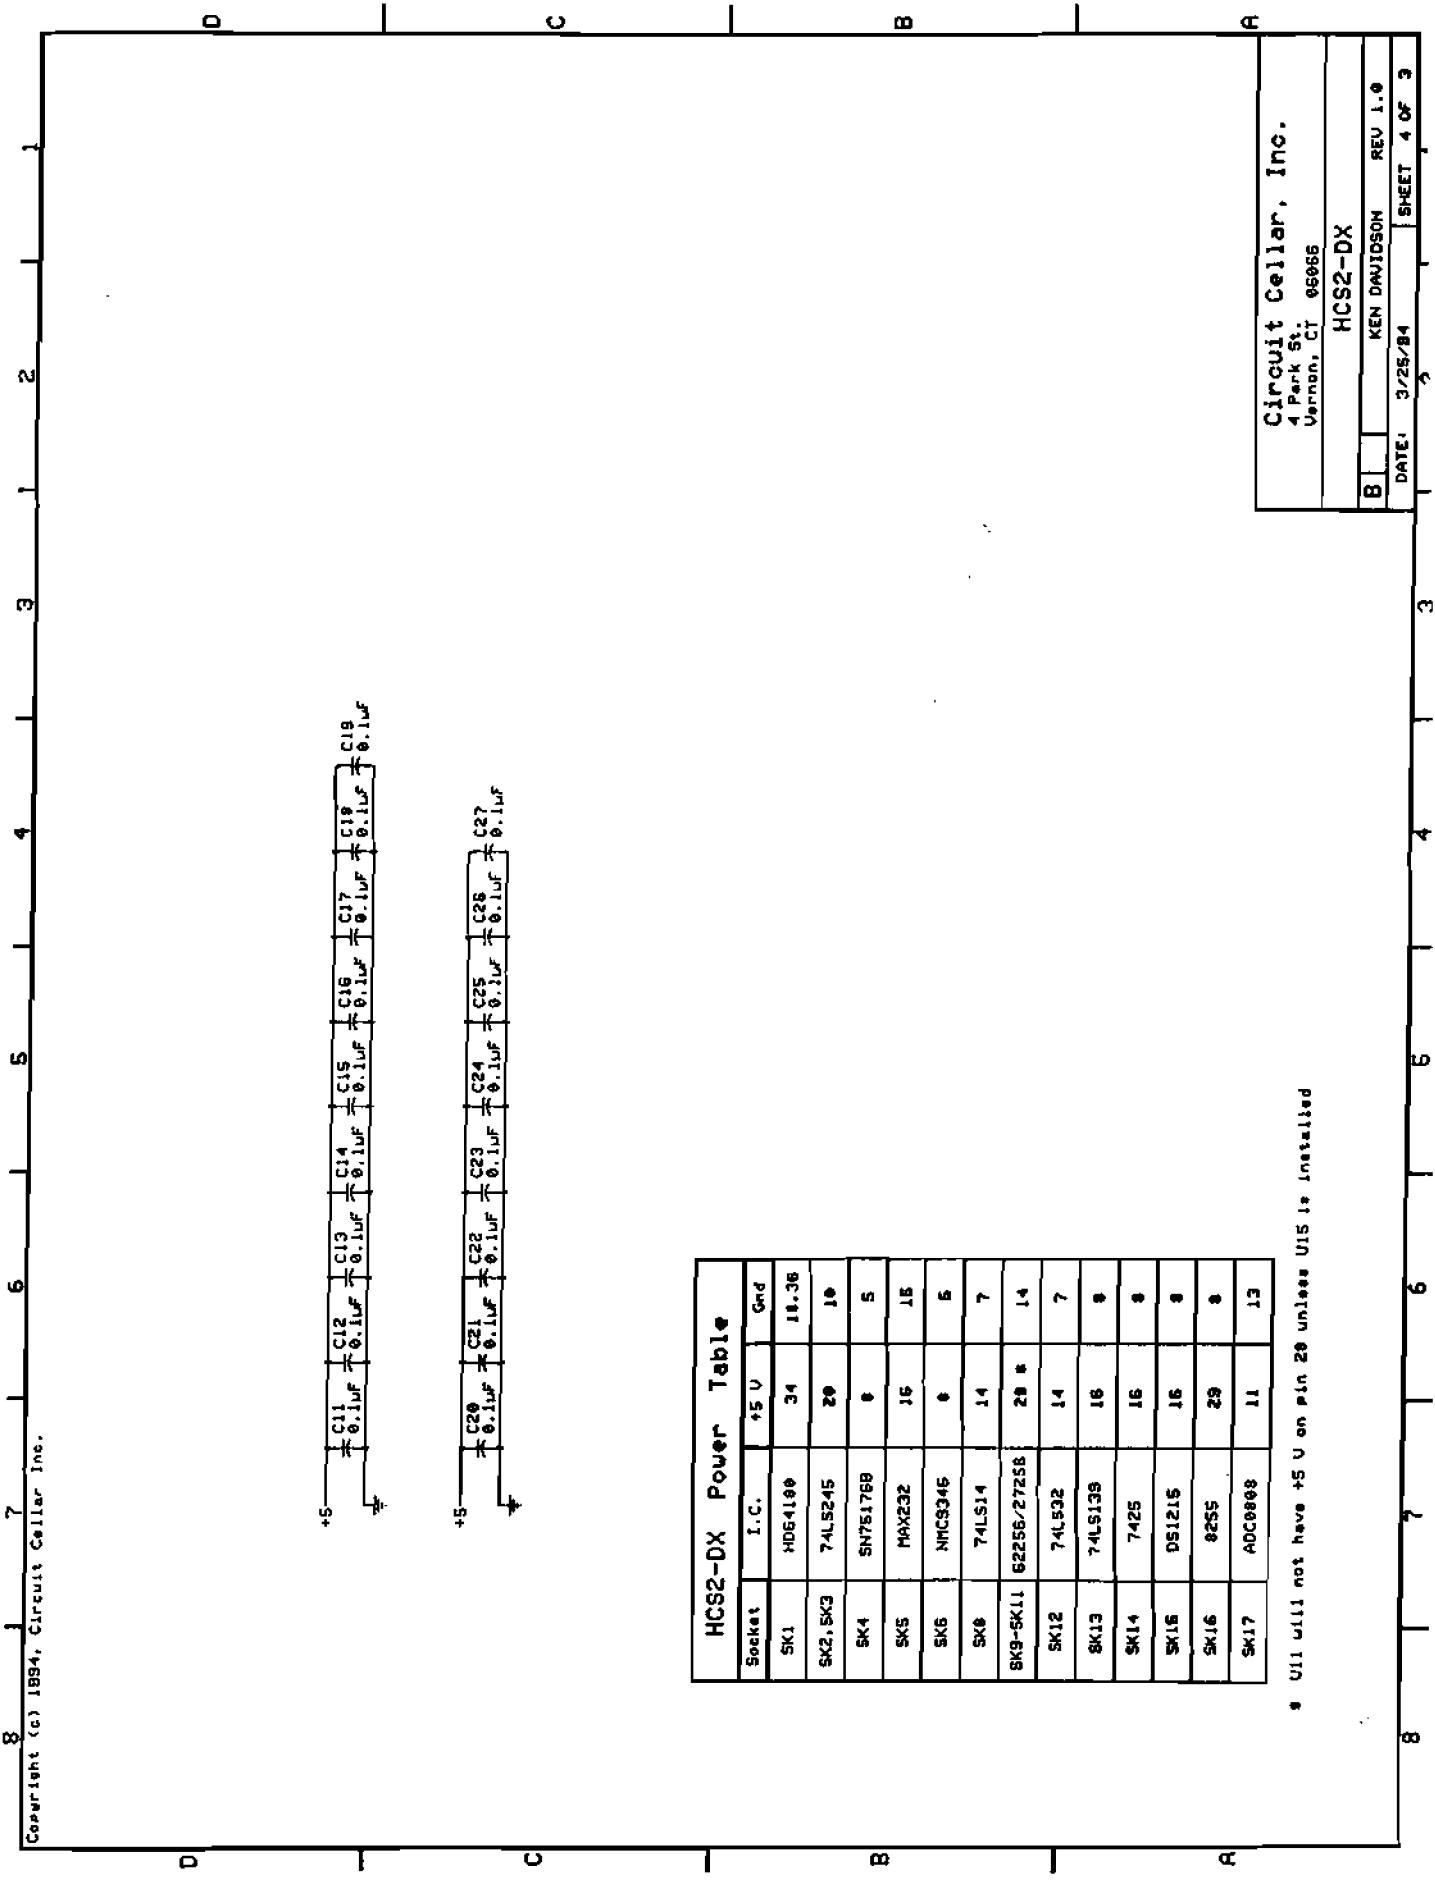 Copyright (c) 1994, Circuit Cellar Inc.
8 7 6 5 4 3 2 1
D
C
B
A
+5
C11 0.1uF
C12 0.1uF
C13 0.1uF
C14 0.1uF
C15 0.1uF
C16 0.1uF
C17 0.1uF
C18 0.1uF
C19 0.1uF
+5
C20 0.1uF
C21 0.1uF
C22 0.1uF
C23 0.1uF
C24 0.1uF
C25 0.1uF
C26 0.1uF
C27 0.1uF
HCS2-DX Power Table
Socket I.C. +5 V Gnd
SK1 HD64180 34 
SK2,SK3 74LS245 20 10
SK4 SN75176B 8 5
SK5 MAX232 16 15
SK6 NMC9346 8 5
SK8 74LS14 14 7
SK9-SK11 62256/27256 28 * 14
SK12 74LS32 14 7
SK13 74LS139 16 8
SK14 7425 16 8
SK15 DS1215 16 8
SK16 8255 8
SK17 ADC0808 11 13
* U11 will not have +5 V on pin 28 unless U15 is installed
Circuit Cellar, Inc.
4 Park St.
Vernon, CT 06066
HCS2-DX
B KEN DAVIDSON REV 1.0
DATE: 3/25/94 SHEET 4 OF 3
8 7 6 5 4 3 2 1
D
C
B
A